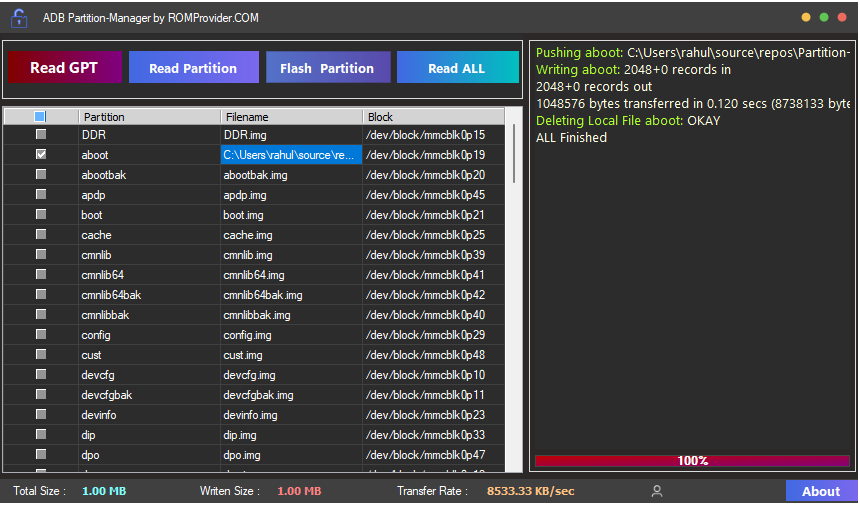 ADB Partition-Manager by ROMProvider.COM
Read GPT
Read Partition
Flash Partition
Read ALL
Partition Filename Block
DDR DDR.img /dev/block/mmcblk0p15
aboot C:\Users\rahul\source\re... /dev/block/mmcblk0p19
abootbak abootbak.img /dev/block/mmcblk0p20
apdp apdp.img /dev/block/mmcblk0p45
boot boot.img /dev/block/mmcblk0p21
cache cache.img /dev/block/mmcblk0p25
cmnlib cmnlib.img /dev/block/mmcblk0p39
cmnlib64 cmnlib64.img /dev/block/mmcblk0p41
cmnlib64bak cmnlib64bak.img /dev/block/mmcblk0p42
cmnlibbak cmnlibbak.img /dev/block/mmcblk0p40
config config.img /dev/block/mmcblk0p29
cust cust.img /dev/block/mmcblk0p48
devcfg devcfg.img /dev/block/mmcblk0p10
devcfgbak devcfgbak.img /dev/block/mmcblk0p11
devinfo devinfo.img /dev/block/mmcblk0p23
dip dip.img /dev/block/mmcblk0p33
dpo dpo.img /dev/block/mmcblk0p47
Pushing aboot: C:\Users\rahul\source\repos\Partition-
Writing aboot: 2048+0 records in
2048+0 records out
1048576 bytes transferred in 0.120 secs (8738133 byte
Deleting Local File aboot: OKAY
ALL Finished
100%
Total Size : 1.00 MB
Writen Size : 1.00 MB
Transfer Rate : 8533.33 KB/sec
About